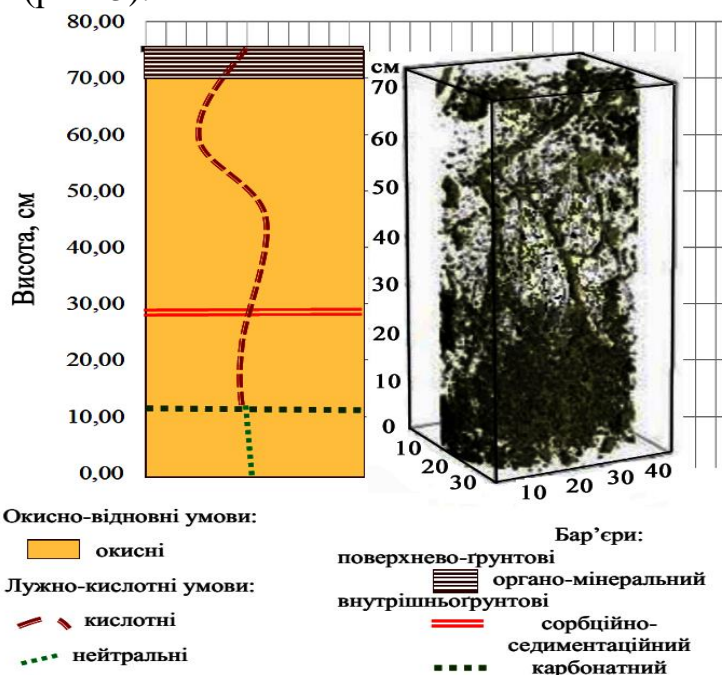 80,00
70,00
60,00
50,00
40,00
30,00
20,00
10,00
0,00
Висота, см
см
70
60
50
40
30
20
10
0
10
20
30
10
20
30
40
Окисно-відновні умови:
окисні
Лужно-кислотні умови:
кислотні
нейтральні
Бар’єри:
поверхнево-ґрунтові
органо-мінеральний
внутрішньоґрунтові
сорбційно-
седиментаційний
карбонатний